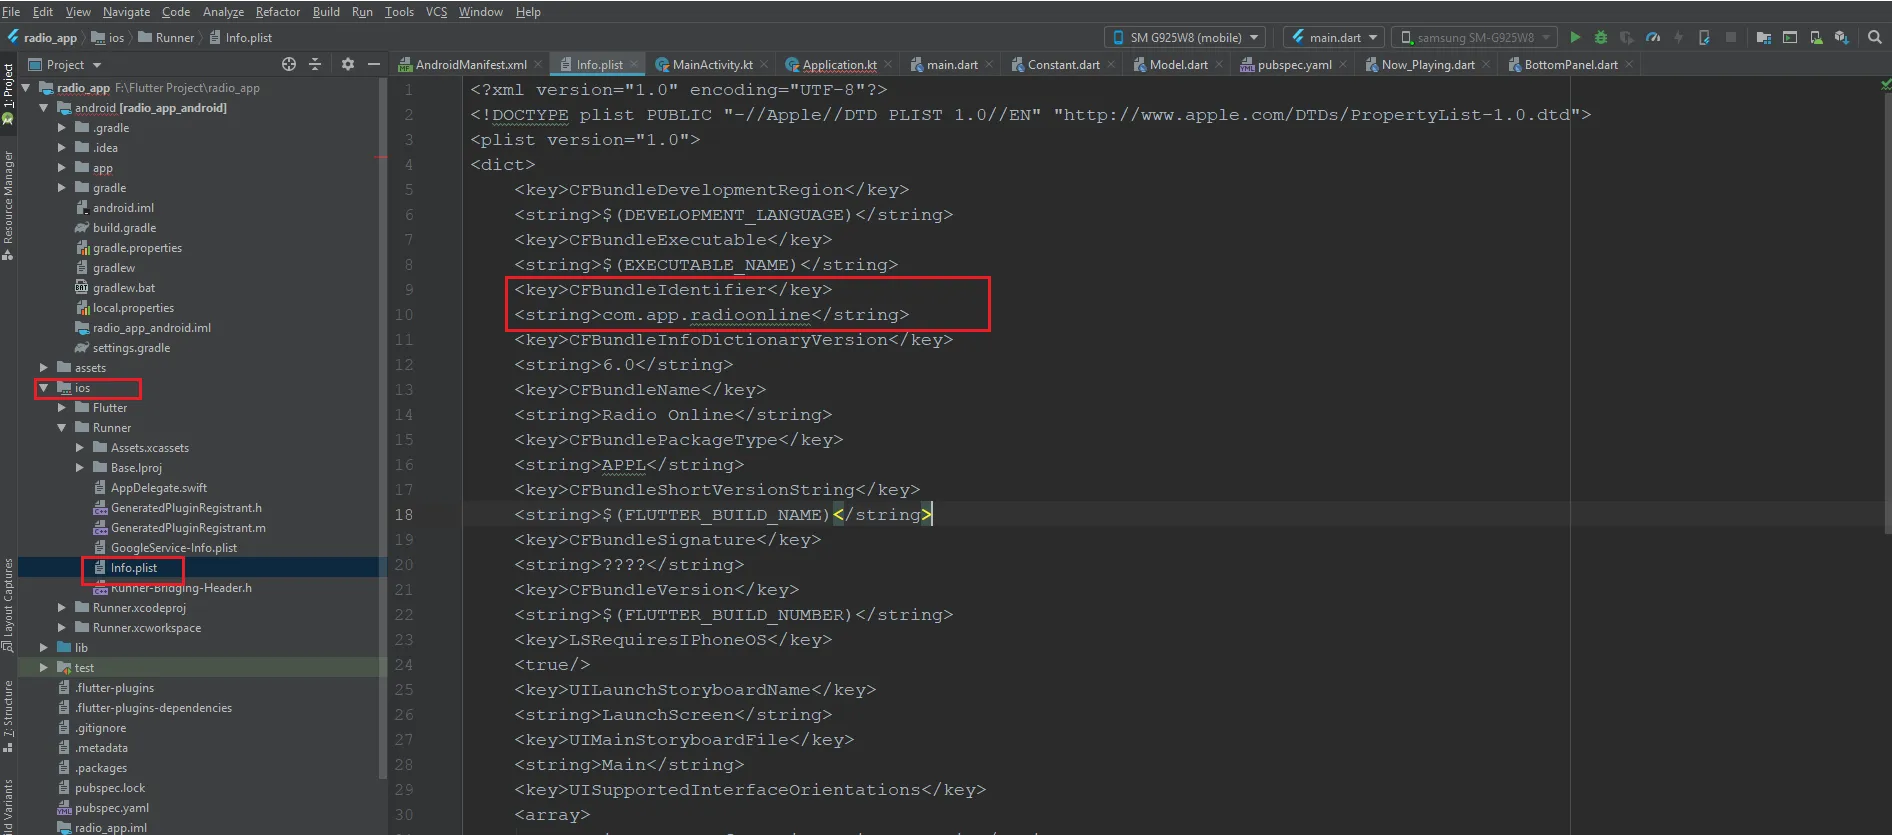 File Edit View Navigate Code Analyze Refactor Build Run Tools VCS Window Help
radio_app ios Runner Info.plist SM G925W8 (mobile) main.dart samsung SM-G925W8
Project AndroidManifest.xml Info.plist MainActivity.kt Application.kt main.dart Constant.dart Model.dart pubspec.yaml Now_Playing.dart BottomPanel.dart
1: Project
Resource Manager
Layout Captures
7: Structure
ild Variants
radio_app F:\Flutter Project\radio_app
android [radio_app_android]
.gradle
.idea
app
gradle
android.iml
build.gradle
gradle.properties
gradlew
gradlew.bat
local.properties
radio_app_android.iml
settings.gradle
assets
ios
Flutter
Runner
Assets.xcassets
Base.lproj
AppDelegate.swift
GeneratedPluginRegistrant.h
GeneratedPluginRegistrant.m
GoogleService-Info.plist
Info.plist
Runner-Bridging-Header.h
Runner.xcodeproj
Runner.xcworkspace
lib
test
.flutter-plugins
.flutter-plugins-dependencies
.gitignore
.metadata
.packages
pubspec.lock
pubspec.yaml
radio_app.iml
1 <?xml version="1.0" encoding="UTF-8"?>
2 <!DOCTYPE plist PUBLIC "-//Apple//DTD PLIST 1.0//EN" "http://www.apple.com/DTDs/PropertyList-1.0.dtd">
3 <plist version="1.0">
4 <dict>
5 <key>CFBundleDevelopmentRegion</key>
6 <string>$(DEVELOPMENT_LANGUAGE)</string>
7 <key>CFBundleExecutable</key>
8 <string>$(EXECUTABLE_NAME)</string>
9 <key>CFBundleIdentifier</key>
10 <string>com.app.radioonline</string>
11 <key>CFBundleInfoDictionaryVersion</key>
12 <string>6.0</string>
13 <key>CFBundleName</key>
14 <string>Radio Online</string>
15 <key>CFBundlePackageType</key>
16 <string>APPL</string>
17 <key>CFBundleShortVersionString</key>
18 <string>$(FLUTTER_BUILD_NAME)</string>
19 <key>CFBundleSignature</key>
20 <string>????</string>
21 <key>CFBundleVersion</key>
22 <string>$(FLUTTER_BUILD_NUMBER)</string>
23 <key>LSRequiresIPhoneOS</key>
24 <true/>
25 <key>UILaunchStoryboardName</key>
26 <string>LaunchScreen</string>
27 <key>UIMainStoryboardFile</key>
28 <string>Main</string>
29 <key>UISupportedInterfaceOrientations</key>
30 <array>